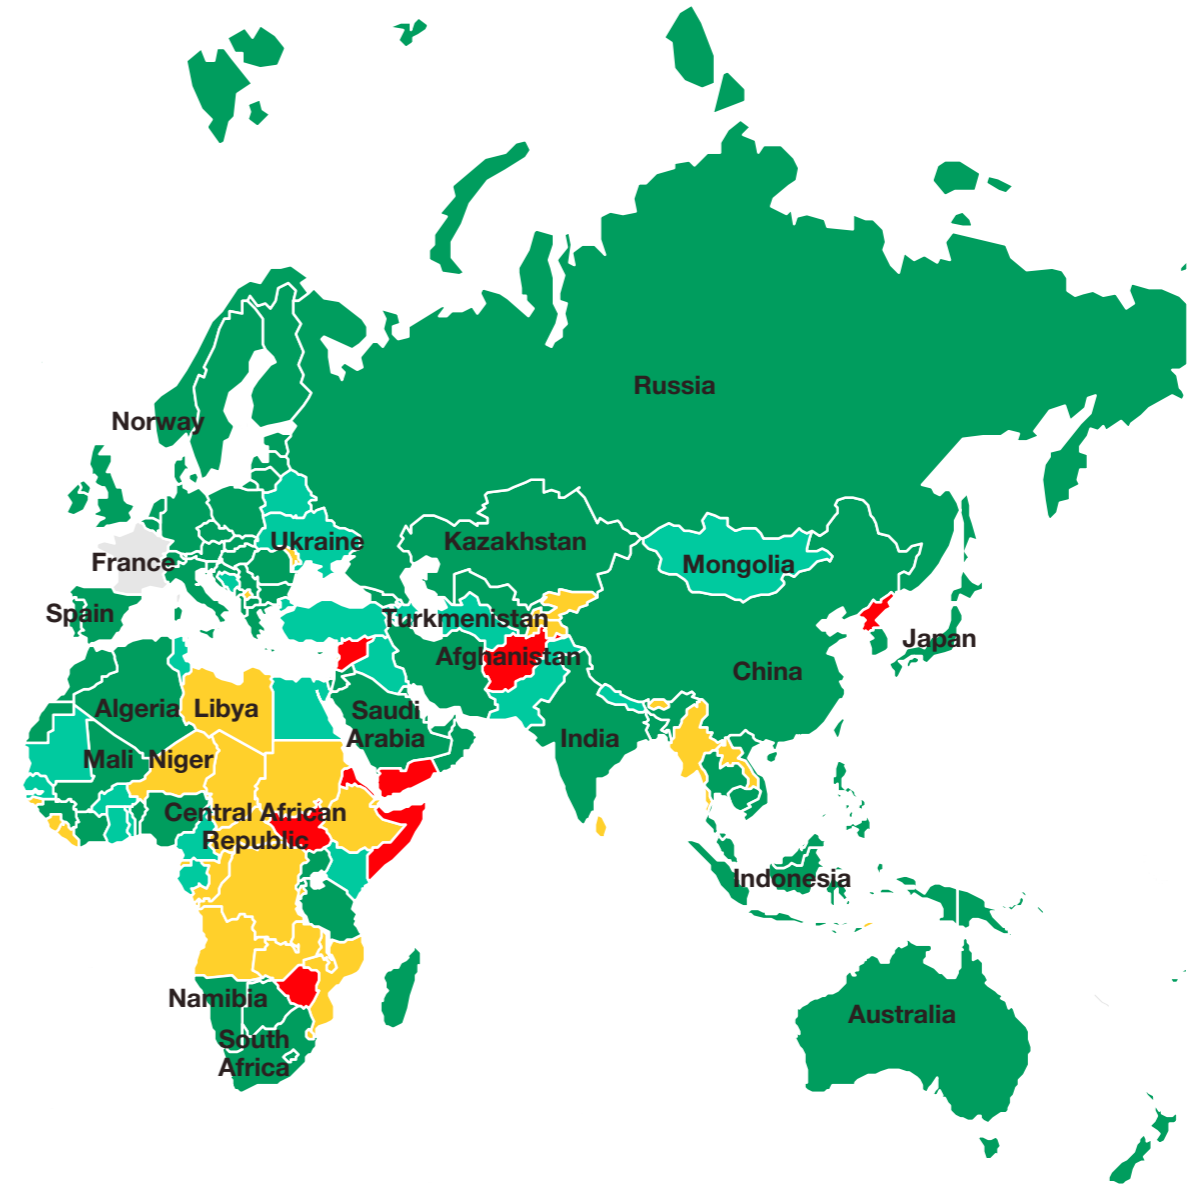 Russia
Norway
Ukraine
Kazakhstan
France
Mongolia
Spain
Turkmenistan
Japan
Afghanistan
China
Algeria
Libya
Saudi
Arabia
India
Mali
Niger
Central African
Republic
Indonesia
Namibia
Australia
South
Africa